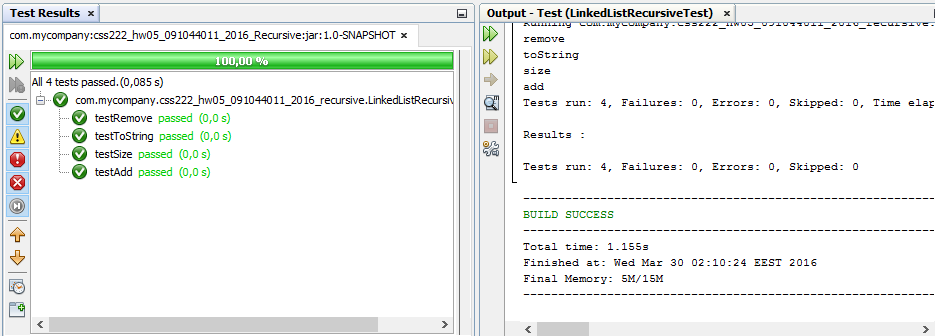 Test Results
com.mycompany:css222_hw05_091044011_2016_Recursive:jar:1.0-SNAPSHOT
100,00 %
All 4 tests passed.(0,085 s)
com.mycompany.css222_hw05_091044011_2016_recursive.LinkedListRecursiv
testRemove passed (0,0 s)
testToString passed (0,0 s)
testSize passed (0,0 s)
testAdd passed (0,0 s)
Output - Test (LinkedListRecursiveTest)
Running com.mycompany.css222_hw05_091044011_2016_recursive.
remove
toString
size
add
Tests run: 4, Failures: 0, Errors: 0, Skipped: 0, Time elap
Results :
Tests run: 4, Failures: 0, Errors: 0, Skipped: 0
BUILD SUCCESS
Total time: 1.155s
Finished at: Wed Mar 30 02:10:24 EEST 2016
Final Memory: 5M/15M